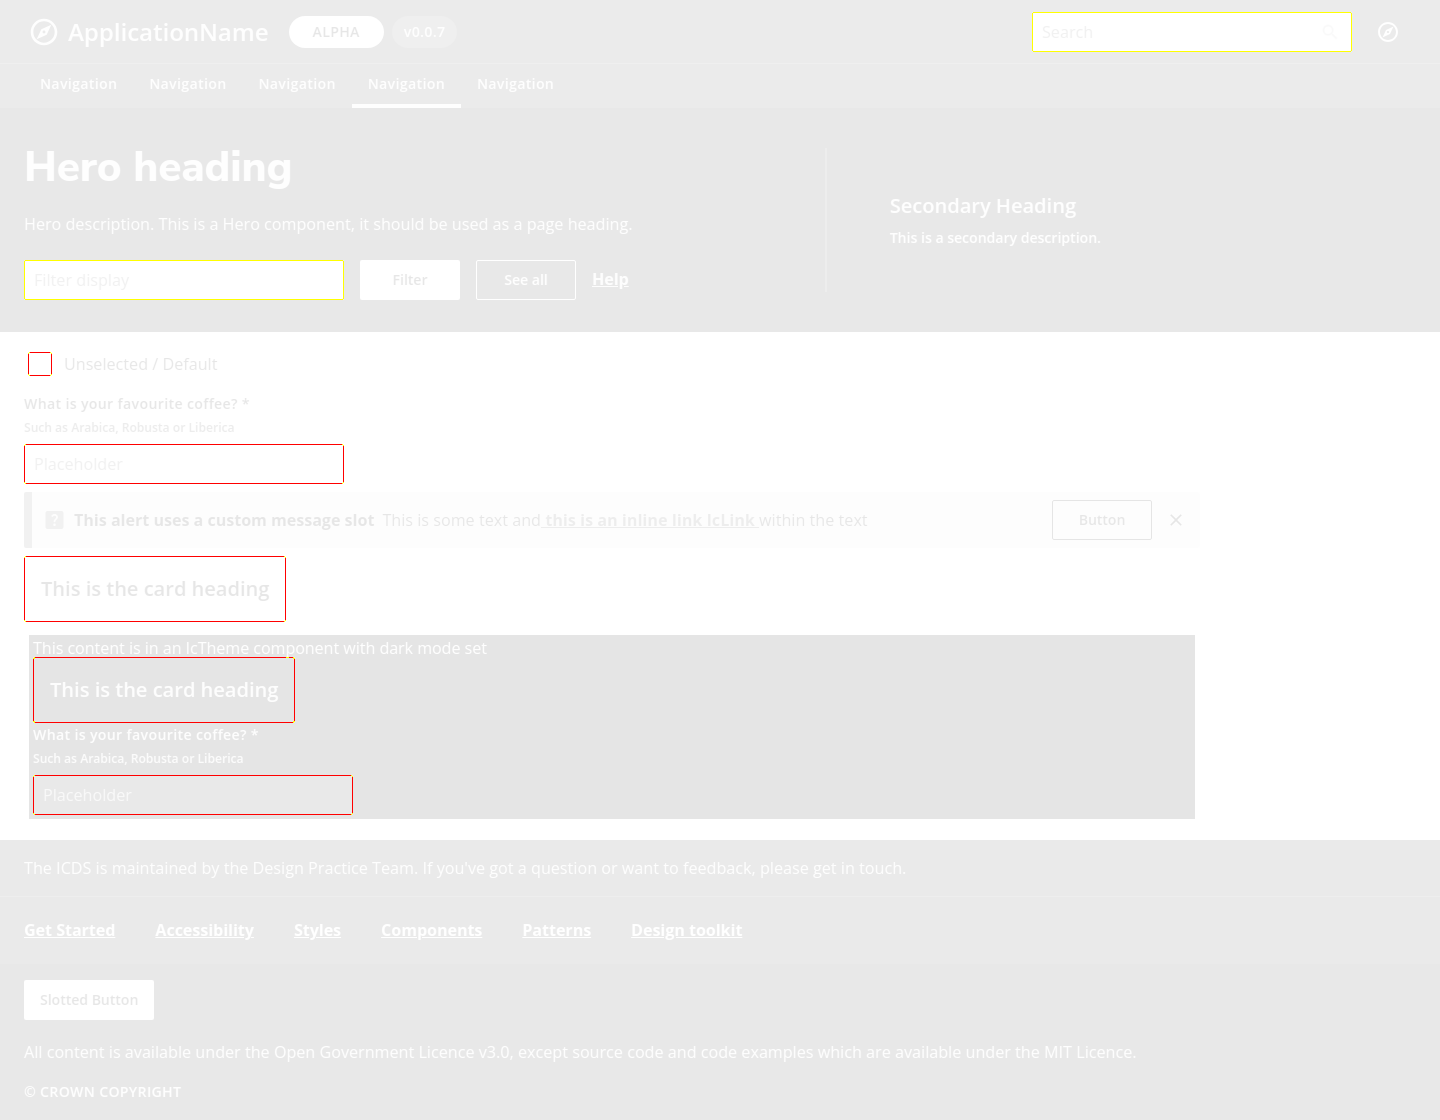 ApplicationName ALPHA v0.0.7 Search
Navigation Navigation Navigation Navigation Navigation
Hero heading
Hero description. This is a Hero component, it should be used as a page heading.
Filter display Filter See all Help
Secondary Heading
This is a secondary description.
Unselected / Default
What is your favourite coffee? *
Such as Arabica, Robusta or Liberica
Placeholder
This alert uses a custom message slot This is some text and this is an inline link IcLink within the text Button
This is the card heading
This content is in an IcTheme component with dark mode set
This is the card heading
What is your favourite coffee? *
Such as Arabica, Robusta or Liberica
Placeholder
The ICDS is maintained by the Design Practice Team. If you've got a question or want to feedback, please get in touch.
Get Started Accessibility Styles Components Patterns Design toolkit
Slotted Button
All content is available under the Open Government Licence v3.0, except source code and code examples which are available under the MIT Licence.
© CROWN COPYRIGHT